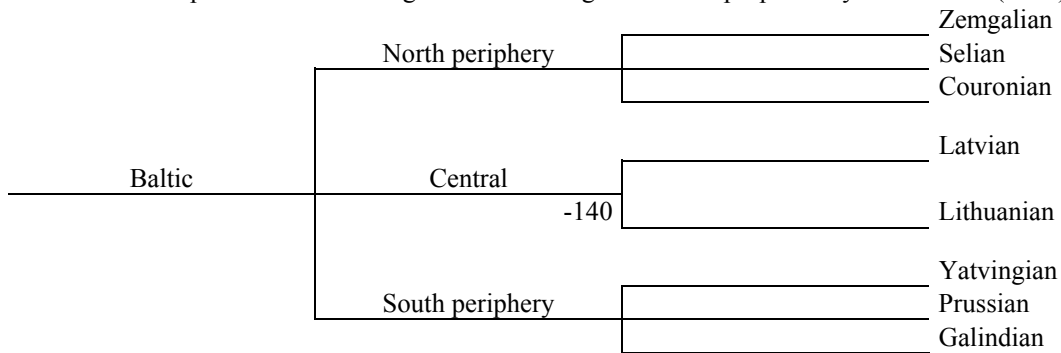 Zemgalian
North periphery
Selian
Couronian
Latvian
Baltic
Central
-140
Lithuanian
Yatvingian
South periphery
Prussian
Galindian